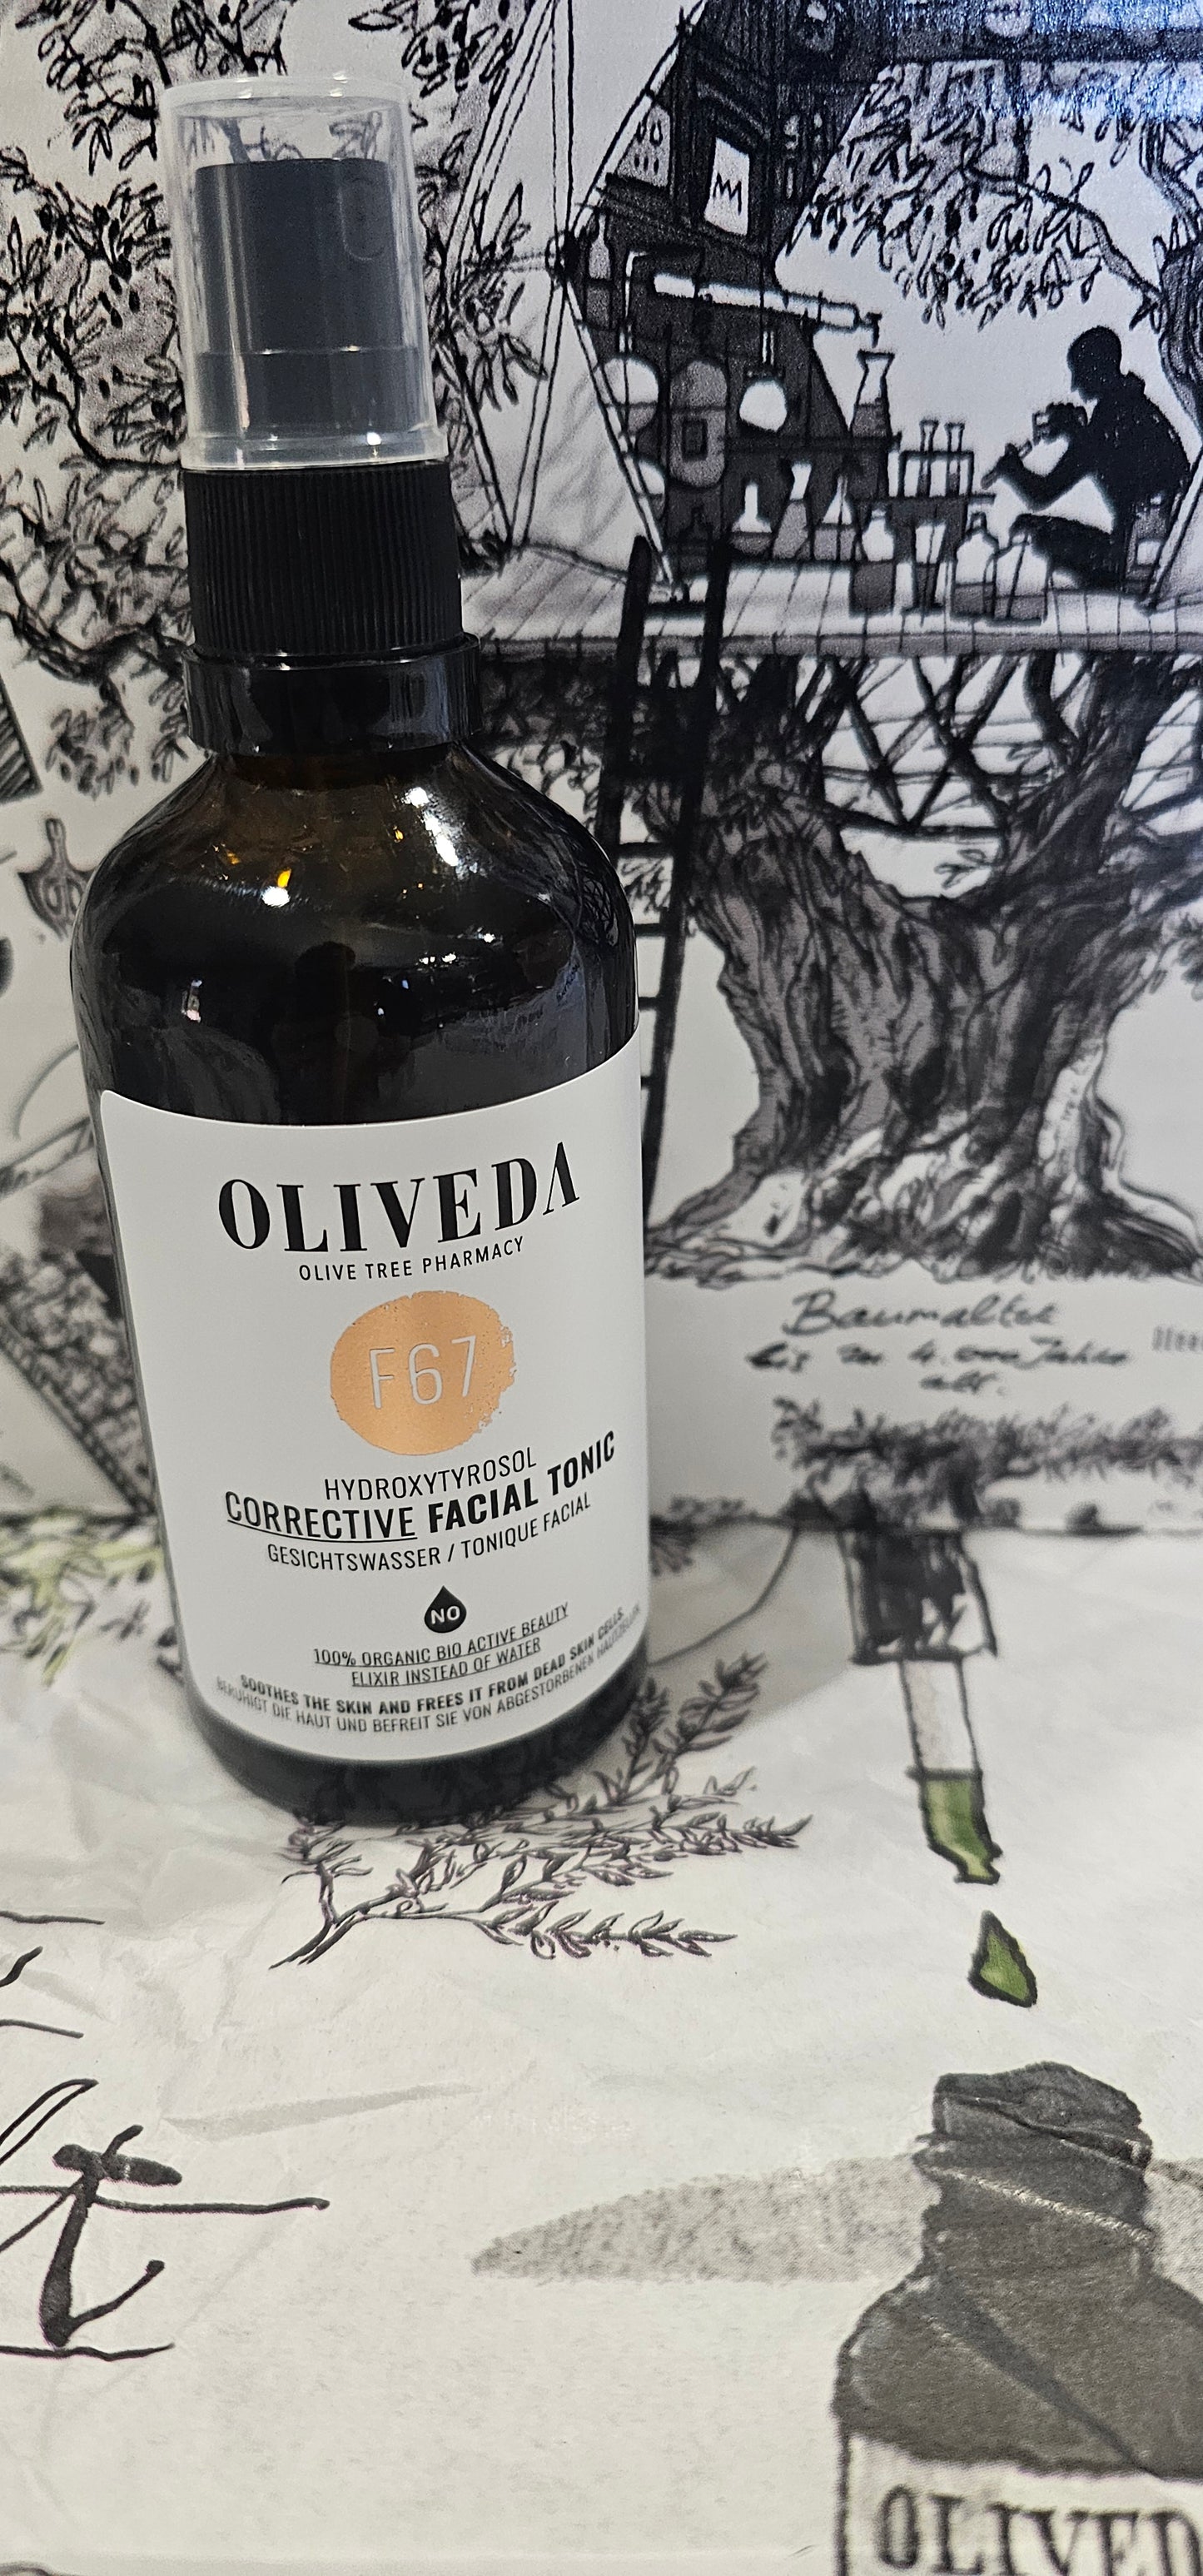 OLIVEDA
OLIVE TREE PHARMACY
F67
HYDROXYTYROSOL
CORRECTIVE FACIAL TONIC
GESICHTSWASSER / TONIQUE FACIAL
NO
100% ORGANIC BIO ACTIVE BEAUTY
ELIXIR INSTEAD OF WATER
SOOTHES THE SKIN AND FREES IT FROM DEAD SKIN CELLS.
BERUHIGT DIE HAUT UND BEFREIT SIE VON ABGESTORBENEN HAUTZELLEN
Baumalter
bis zu 4.000 Jahre
alt.
OLIVED